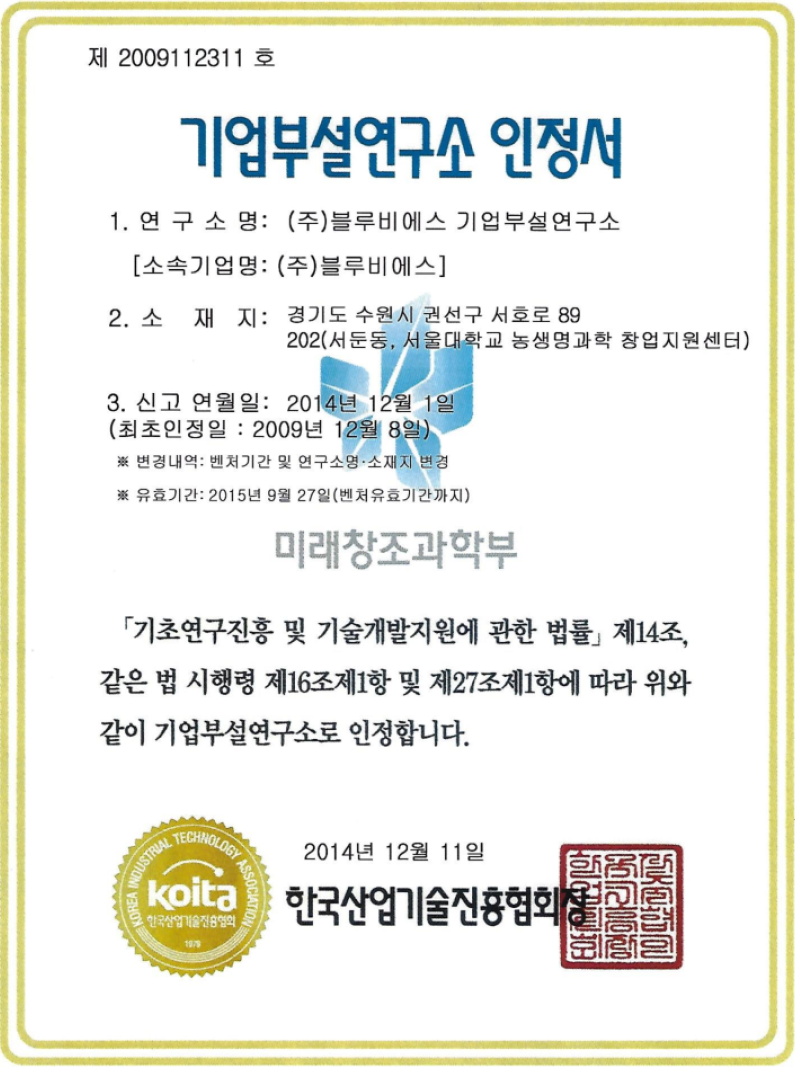 제 2009112311 호
기업부설연구소 인정서
1. 연 구 소 명: (주)블루비에스 기업부설연구소
[소속기업명: (주)블루비에스]
2. 소 재 지: 경기도 수원시 권선구 서호로 89
202(서둔동, 서울대학교 농생명과학 창업지원센터)
3. 신고 연월일: 2014년 12월 1일
(최초인정일 : 2009년 12월 8일)
※ 변경내역: 벤처기간 및 연구소명·소재지 변경
※ 유효기간: 2015년 9월 27일(벤처유효기간까지)
미래창조과학부
「기초연구진흥 및 기술개발지원에 관한 법률」 제14조,
같은 법 시행령 제16조제1항 및 제27조제1항에 따라 위와
같이 기업부설연구소로 인정합니다.
2014년 12월 11일
한국산업기술진흥협회장
KOREA INDUSTRIAL TECHNOLOGY ASSOCIATION
koita
한국산업기술진흥협회
1979